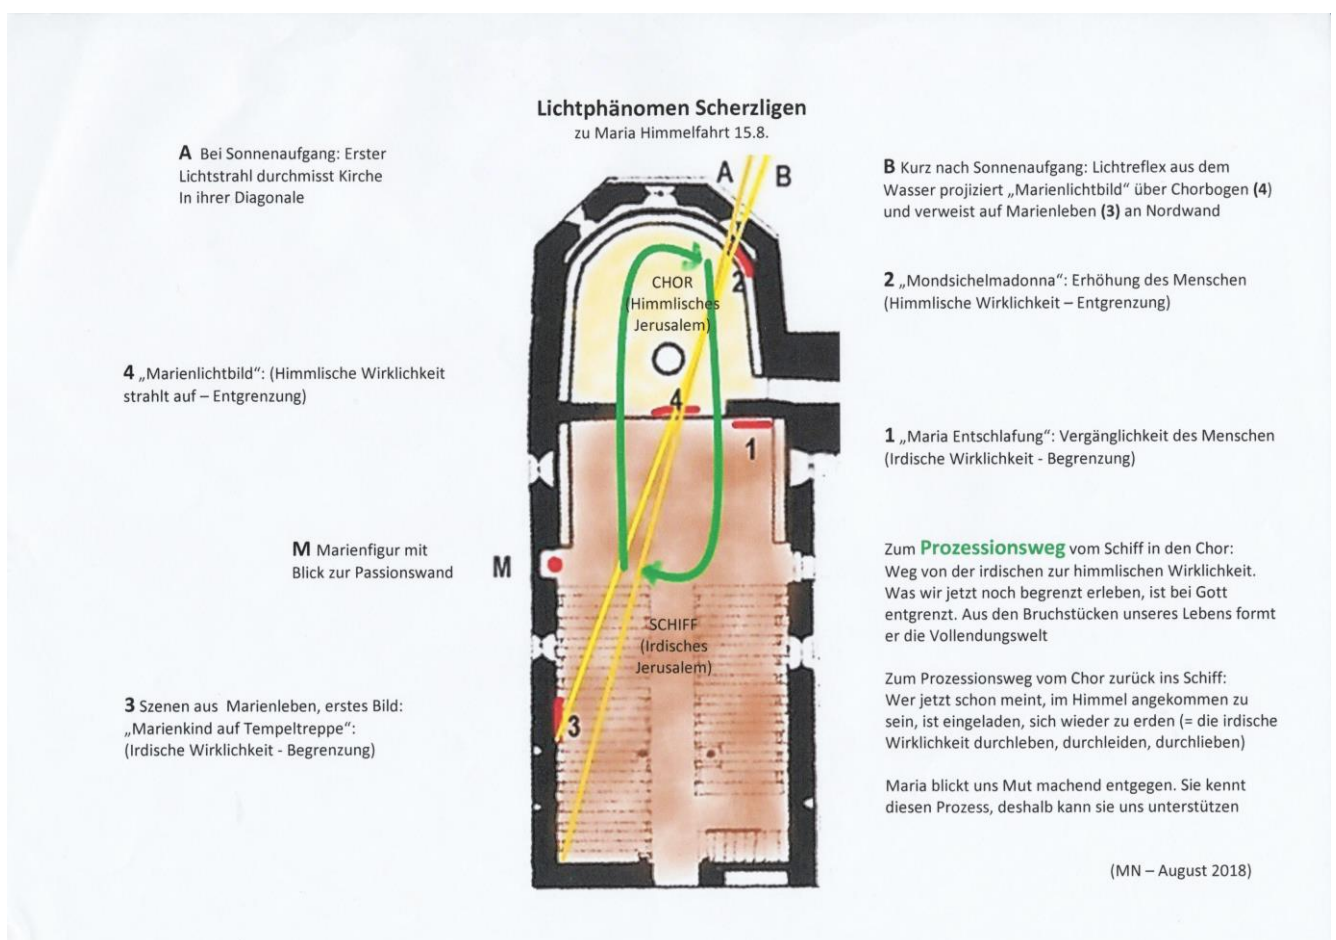 Lichtphänomen Scherzligen
zu Maria Himmelfahrt 15.8.
A Bei Sonnenaufgang: Erster
Lichtstrahl durchmisst Kirche
In ihrer Diagonale
4 „Marienlichtbild“: (Himmlische Wirklichkeit
strahlt auf – Entgrenzung)
M Marienfigur mit
Blick zur Passionswand
3 Szenen aus Marienleben, erstes Bild:
„Marienkind auf Tempeltreppe“:
(Irdische Wirklichkeit - Begrenzung)
A
B
2
CHOR
(Himmlisches
Jerusalem)
4
1
M
SCHIFF
(Irdisches
Jerusalem)
3
B Kurz nach Sonnenaufgang: Lichtreflex aus dem
Wasser projiziert „Marienlichtbild“ über Chorbogen (4)
und verweist auf Marienleben (3) an Nordwand
2 „Mondsichelmadonna“: Erhöhung des Menschen
(Himmlische Wirklichkeit – Entgrenzung)
1 „Maria Entschlafung“: Vergänglichkeit des Menschen
(Irdische Wirklichkeit - Begrenzung)
Zum Prozessionsweg vom Schiff in den Chor:
Weg von der irdischen zur himmlischen Wirklichkeit.
Was wir jetzt noch begrenzt erleben, ist bei Gott
entgrenzt. Aus den Bruchstücken unseres Lebens formt
er die Vollendungswelt
Zum Prozessionsweg vom Chor zurück ins Schiff:
Wer jetzt schon meint, im Himmel angekommen zu
sein, ist eingeladen, sich wieder zu erden (= die irdische
Wirklichkeit durchleben, durchleiden, durchlieben)
Maria blickt uns Mut machend entgegen. Sie kennt
diesen Prozess, deshalb kann sie uns unterstützen
(MN – August 2018)